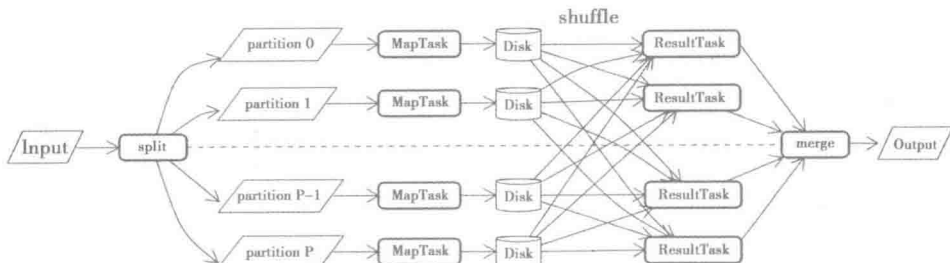 shuffle
partition 0
MapTask
Disk
ResultTask
partition 1
MapTask
Disk
ResultTask
Input
split
merge
Output
partition P-1
MapTask
Disk
ResultTask
partition P
MapTask
Disk
ResultTask